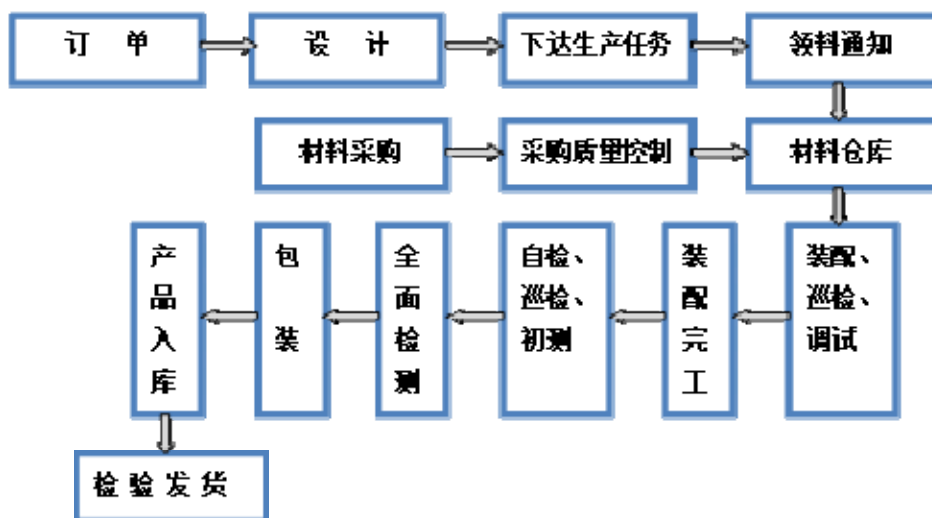 订 单
设 计
下达生产任务
领料通知
材料采购
采购质量控制
材料仓库
产品入库
包装
全面检测
自检、
巡检、
初测
装配完工
装配、
巡检、
调试
检 验 发 货